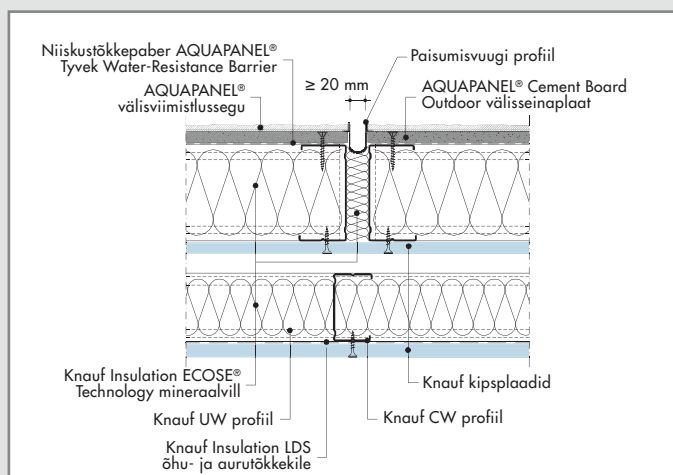 Niiskustõkkepaber AQUAPANEL®
Tyvek Water-Resistance Barrier
AQUAPANEL®
välisviimistlussegu
≥ 20 mm
Paisumisvuugi profiil
AQUAPANEL® Cement Board
Outdoor välisseinaplaat
Knauf Insulation ECOSE®
Technology mineraalvill
Knauf UW profiil
Knauf Insulation LDS
õhu- ja aurutõkkekile
Knauf kipsplaadid
Knauf CW profiil